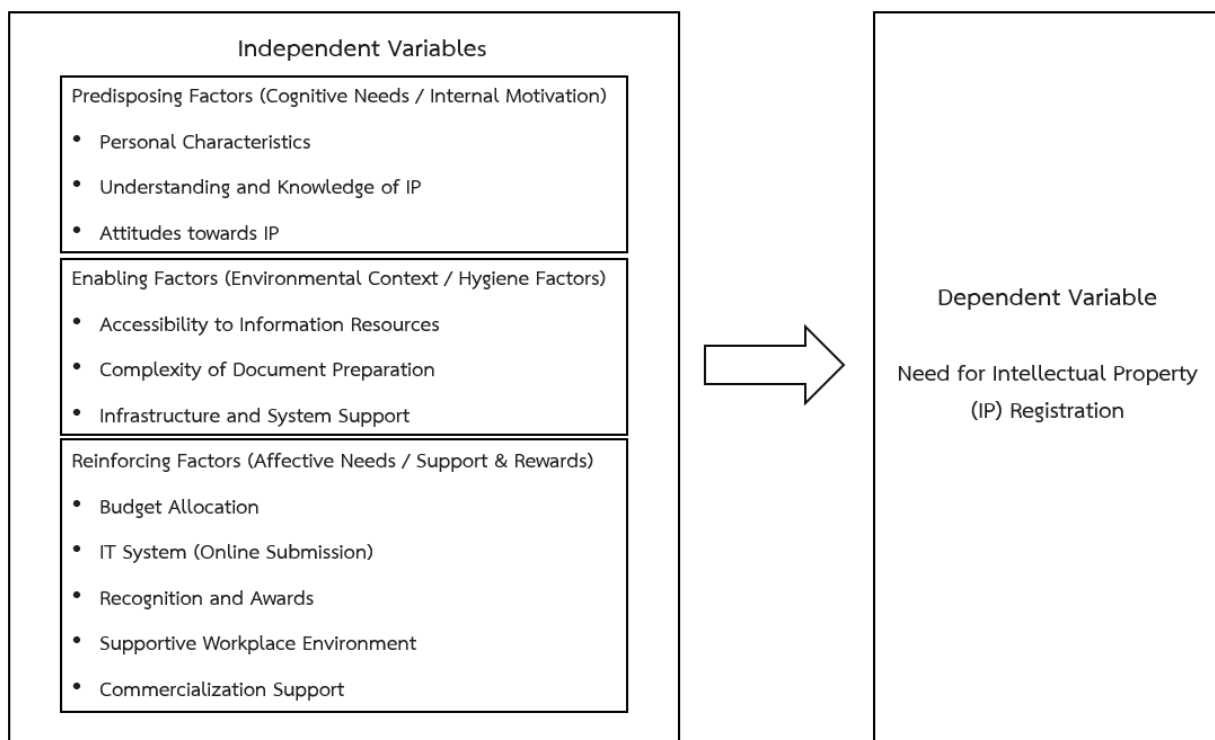 Independent Variables
Predisposing Factors (Cognitive Needs / Internal Motivation)
• Personal Characteristics
• Understanding and Knowledge of IP
• Attitudes towards IP
Enabling Factors (Environmental Context / Hygiene Factors)
• Accessibility to Information Resources
• Complexity of Document Preparation
• Infrastructure and System Support
Reinforcing Factors (Affective Needs / Support & Rewards)
• Budget Allocation
• IT System (Online Submission)
• Recognition and Awards
• Supportive Workplace Environment
• Commercialization Support
Dependent Variable
Need for Intellectual Property
(IP) Registration